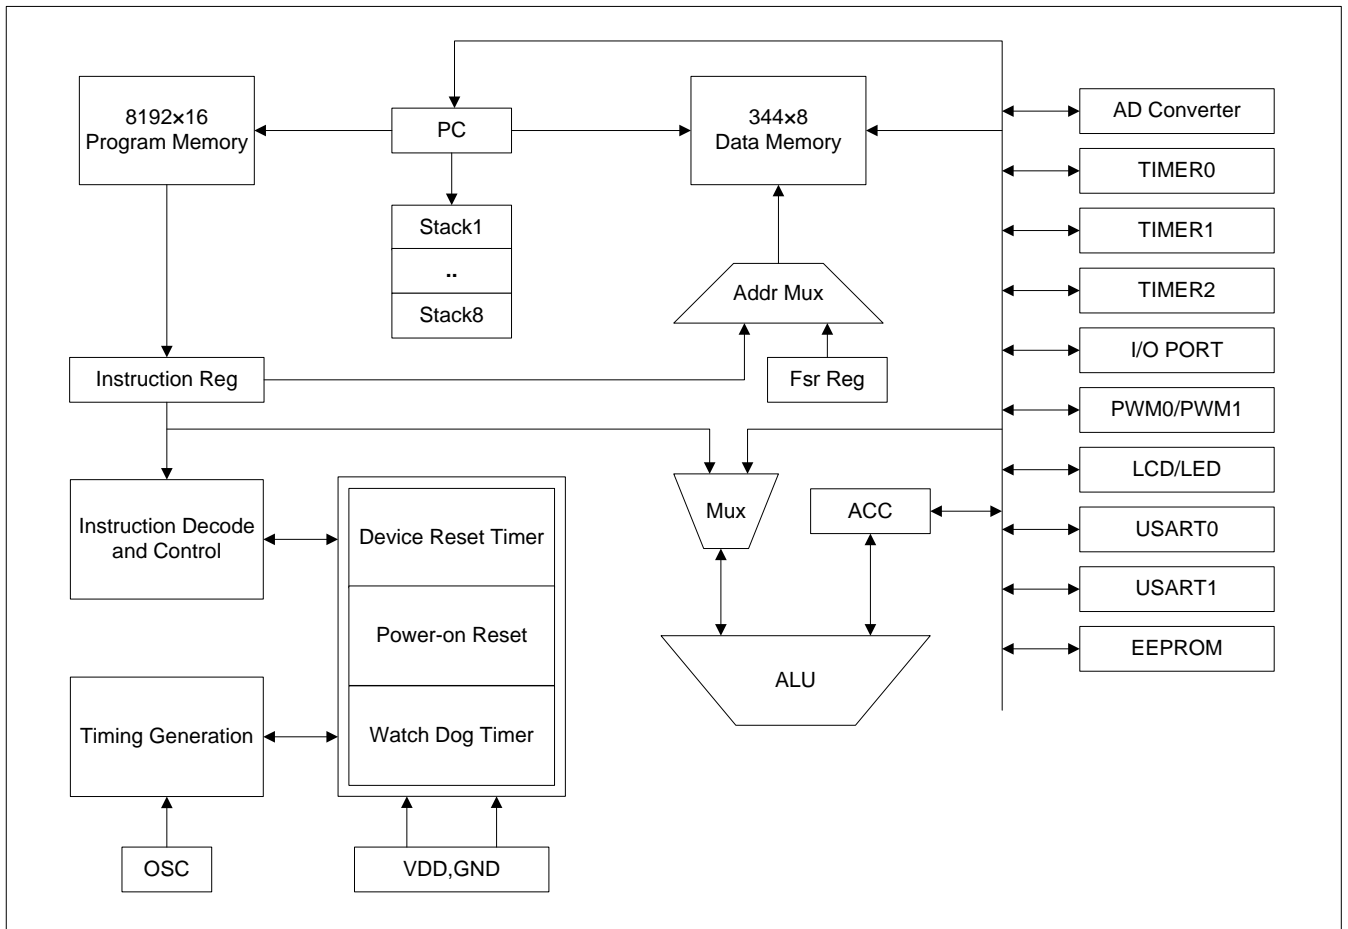 8192×16
Program Memory
PC
344×8
Data Memory
AD Converter
TIMER0
TIMER1
TIMER2
I/O PORT
PWM0/PWM1
LCD/LED
USART0
USART1
EEPROM
Stack1
..
Stack8
Addr Mux
Instruction Reg
Fsr Reg
Mux
ACC
Instruction Decode
and Control
Device Reset Timer
Power-on Reset
ALU
Timing Generation
Watch Dog Timer
OSC
VDD,GND